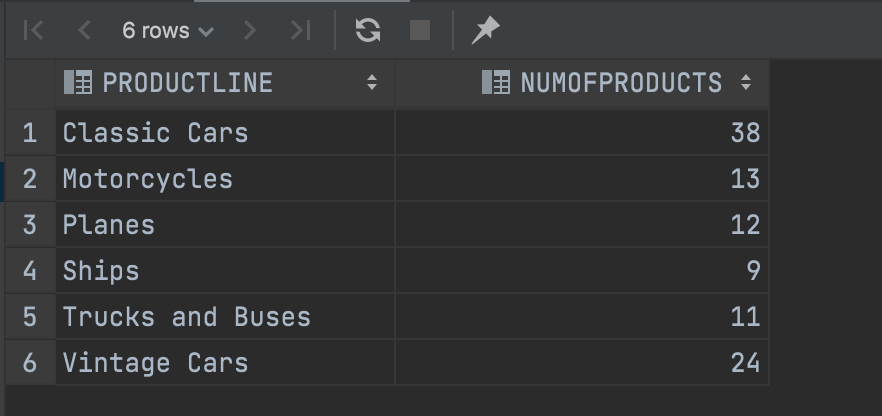 6 rows
PRODUCTLINE NUMOFPRODUCTS
1 Classic Cars 38
2 Motorcycles 13
3 Planes 12
4 Ships 9
5 Trucks and Buses 11
6 Vintage Cars 24